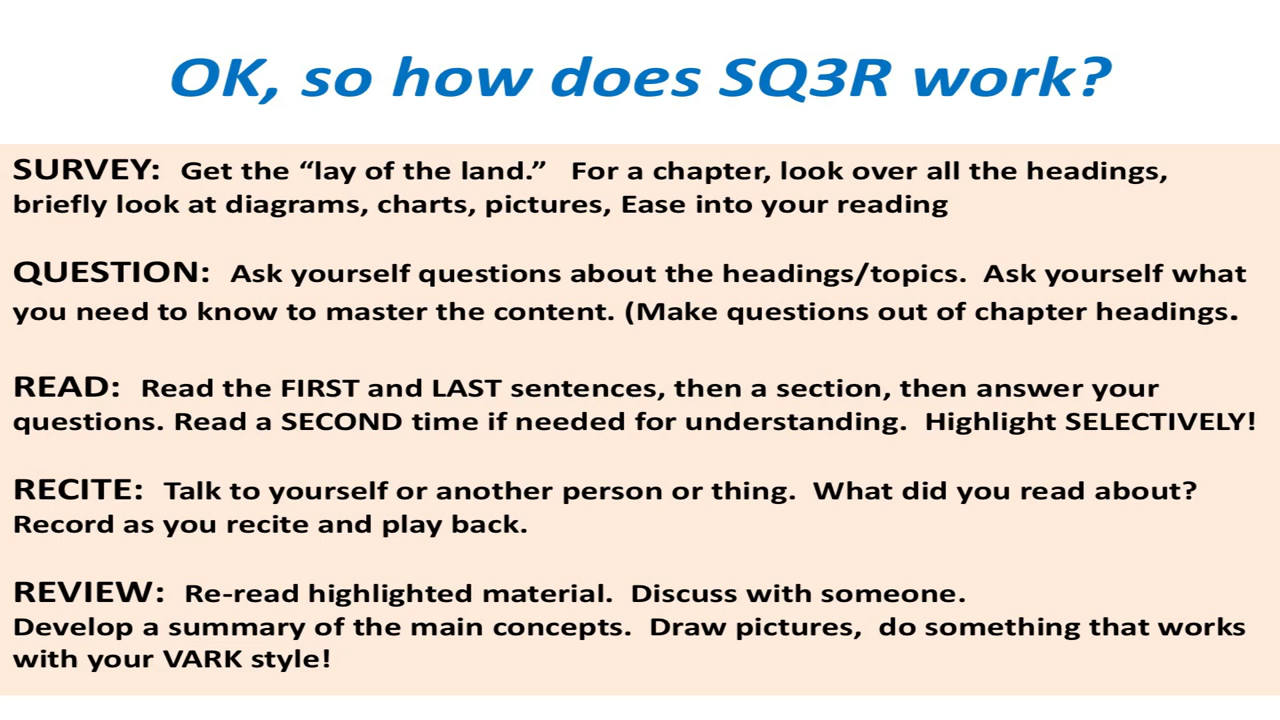 OK, so how does SQ3R work?
SURVEY: Get the “lay of the land.” For a chapter, look over all the headings,
briefly look at diagrams, charts, pictures, Ease into your reading
QUESTION: Ask yourself questions about the headings/topics. Ask yourself what
you need to know to master the content. (Make questions out of chapter headings.
READ: Read the FIRST and LAST sentences, then a section, then answer your
questions. Read a SECOND time if needed for understanding. Highlight SELECTIVELY!
RECITE: Talk to yourself or another person or thing. What did you read about?
Record as you recite and play back.
REVIEW: Re-read highlighted material. Discuss with someone.
Develop a summary of the main concepts. Draw pictures, do something that works
with your VARK style!